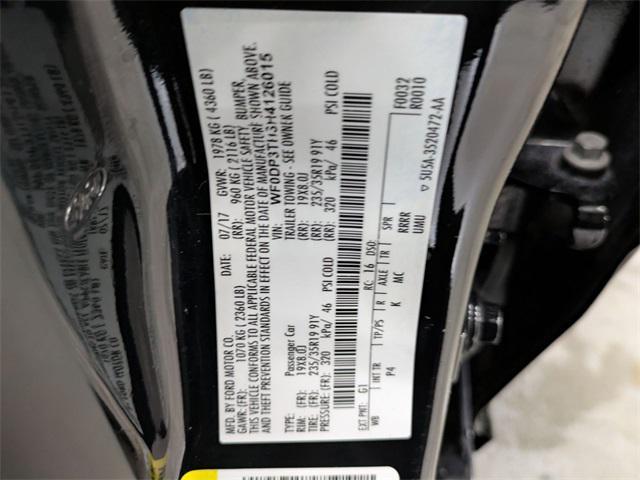 MFD. BY FORD MOTOR CO.
DATE: 07/17 GVWR: 1978 KG ( 4360 LB)
GAWR:(FR): 1070 KG ( 2360 LB) (RR): 960 KG ( 2116 LB)
THIS VEHICLE CONFORMS TO ALL APPLICABLE FEDERAL MOTOR VEHICLE SAFETY, BUMPER,
AND THEFT PREVENTION STANDARDS IN EFFECT ON THE DATE OF MANUFACTURE SHOWN ABOVE.
VIN: WF0DP3TH3H4126015
TYPE: Passenger Car TRAILER TOWING - SEE OWNER GUIDE
RIM: (FR): 19X8.0J (RR): 19X8.0J
TIRE: (FR): 235/35R19 91Y (RR): 235/35R19 91Y
PRESSURE: (FR): 320 kPa/ 46 PSI COLD (RR): 320 kPa/ 46 PSI COLD
EXT PNT: G1 RC: 16 DSO: F0032
R0010
WB INT TR TP/PS R AXLE TR SPR
P4 K MC RRRR
UMU
SU5A-3520472-AA